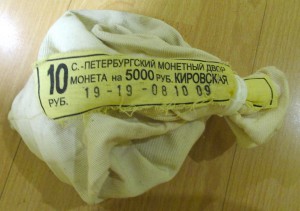 С.-ПЕТЕРБУРГСКИЙ МОНЕТНЫЙ ДВОР
10 МОНЕТА на 5000 РУБ. КИРОВСКАЯ
РУБ. 19-19-08 10 09